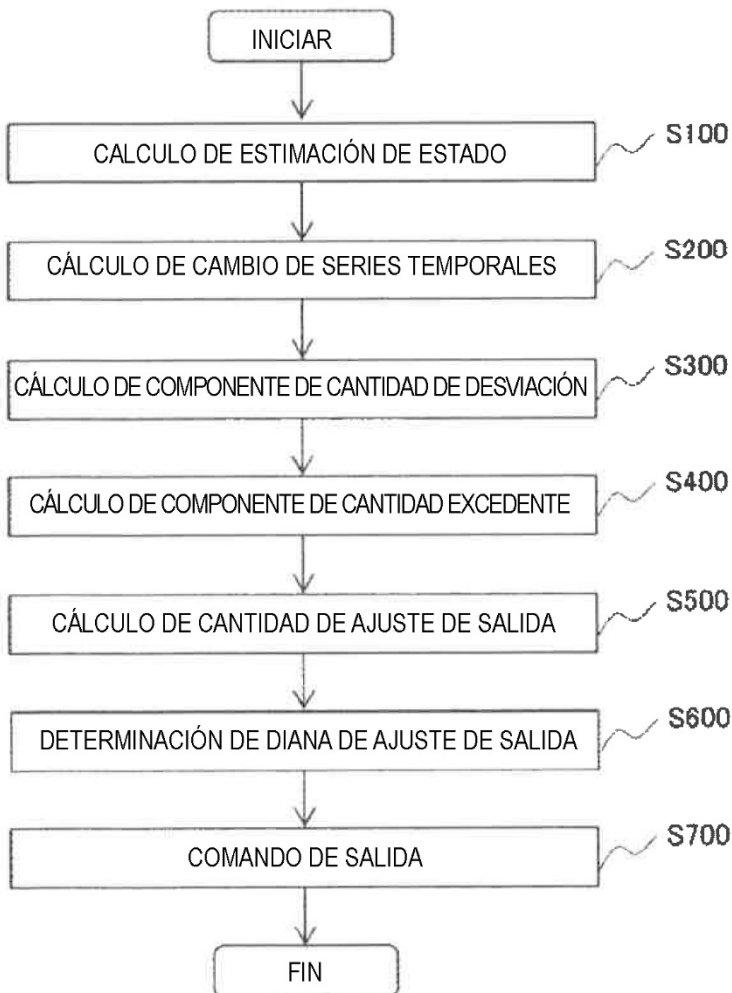 INICIAR
CALCULO DE ESTIMACIÓN DE ESTADO
S100
CÁLCULO DE CAMBIO DE SERIES TEMPORALES
S200
CÁLCULO DE COMPONENTE DE CANTIDAD DE DESVIACIÓN
S300
CÁLCULO DE COMPONENTE DE CANTIDAD EXCEDENTE
S400
CÁLCULO DE CANTIDAD DE AJUSTE DE SALIDA
S500
DETERMINACIÓN DE DIANA DE AJUSTE DE SALIDA
S600
COMANDO DE SALIDA
S700
FIN